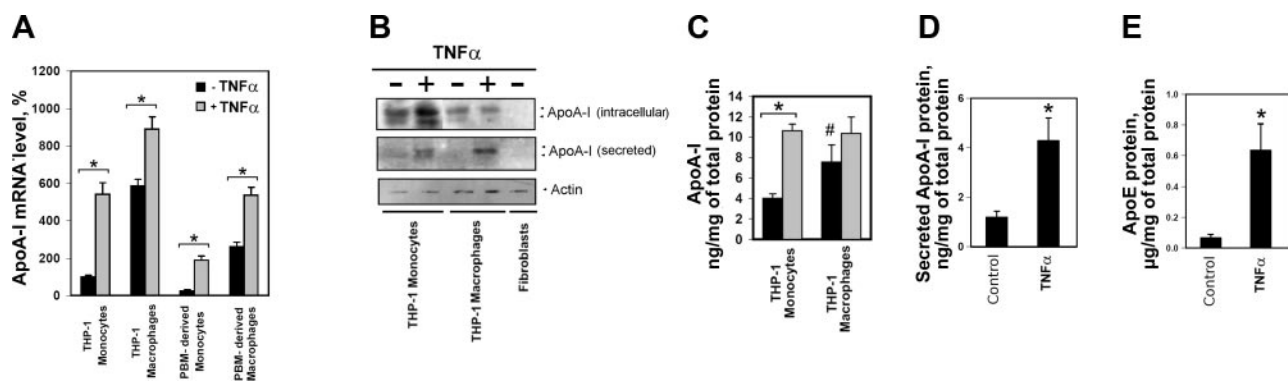 A
ApoA-I mRNA level, %
1200
1000
800
600
400
200
0
- TNFα
+ TNFα
*
*
*
*
THP-1
Monocytes
THP-1
Macrophages
PBM- derived
Monocytes
PBM- derived
Macrophages
B
TNFα
− + − + −
ApoA-I (intracellular)
ApoA-I (secreted)
Actin
THP-1 Monocytes
THP-1 Macrophages
Fibroblasts
C
ApoA-I
ng/mg of total protein
16
14
12
10
8
6
4
2
0
*
#
THP-1
Monocytes
THP-1
Macrophages
D
Secreted ApoA-I protein,
ng/mg of total protein
6
4
2
0
*
Control
TNFα
E
ApoE protein,
µg/mg of total protein
1.0
0.8
0.6
0.4
0.2
0.0
*
Control
TNFα